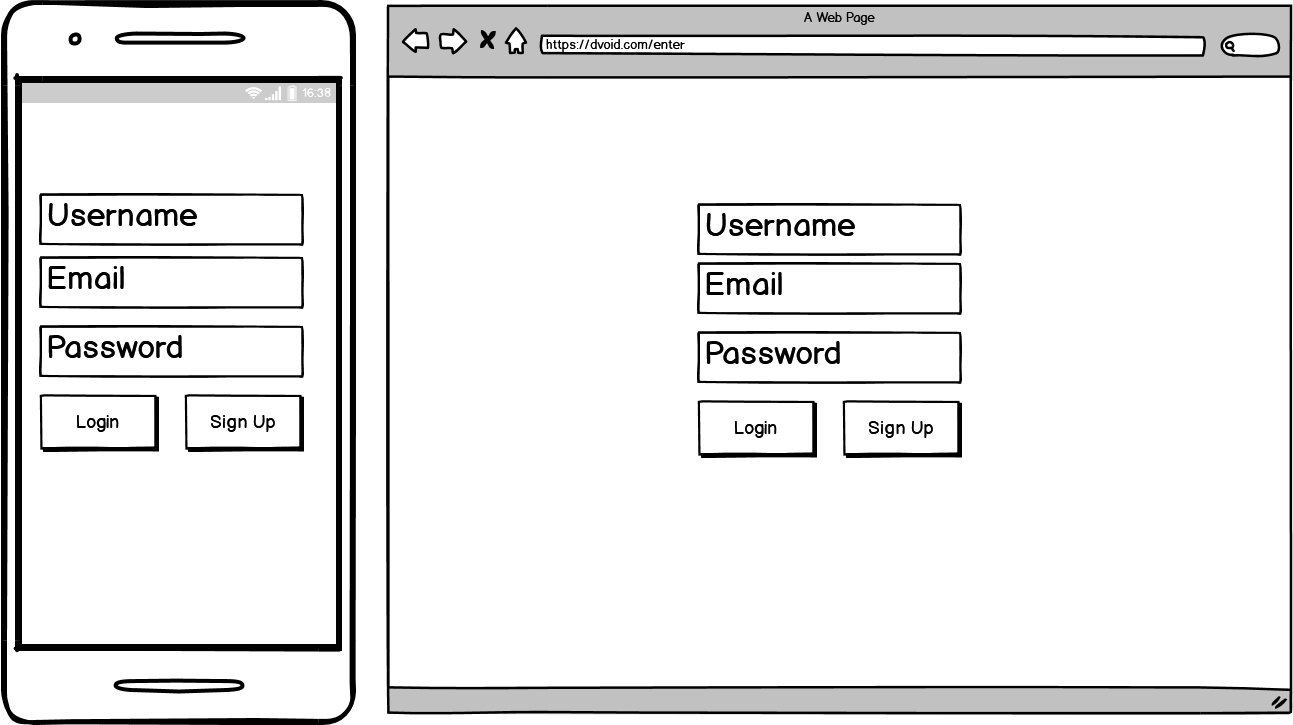 16:38
Username
Email
Password
Login
Sign Up
A Web Page
https://dvoid.com/enter
Username
Email
Password
Login
Sign Up